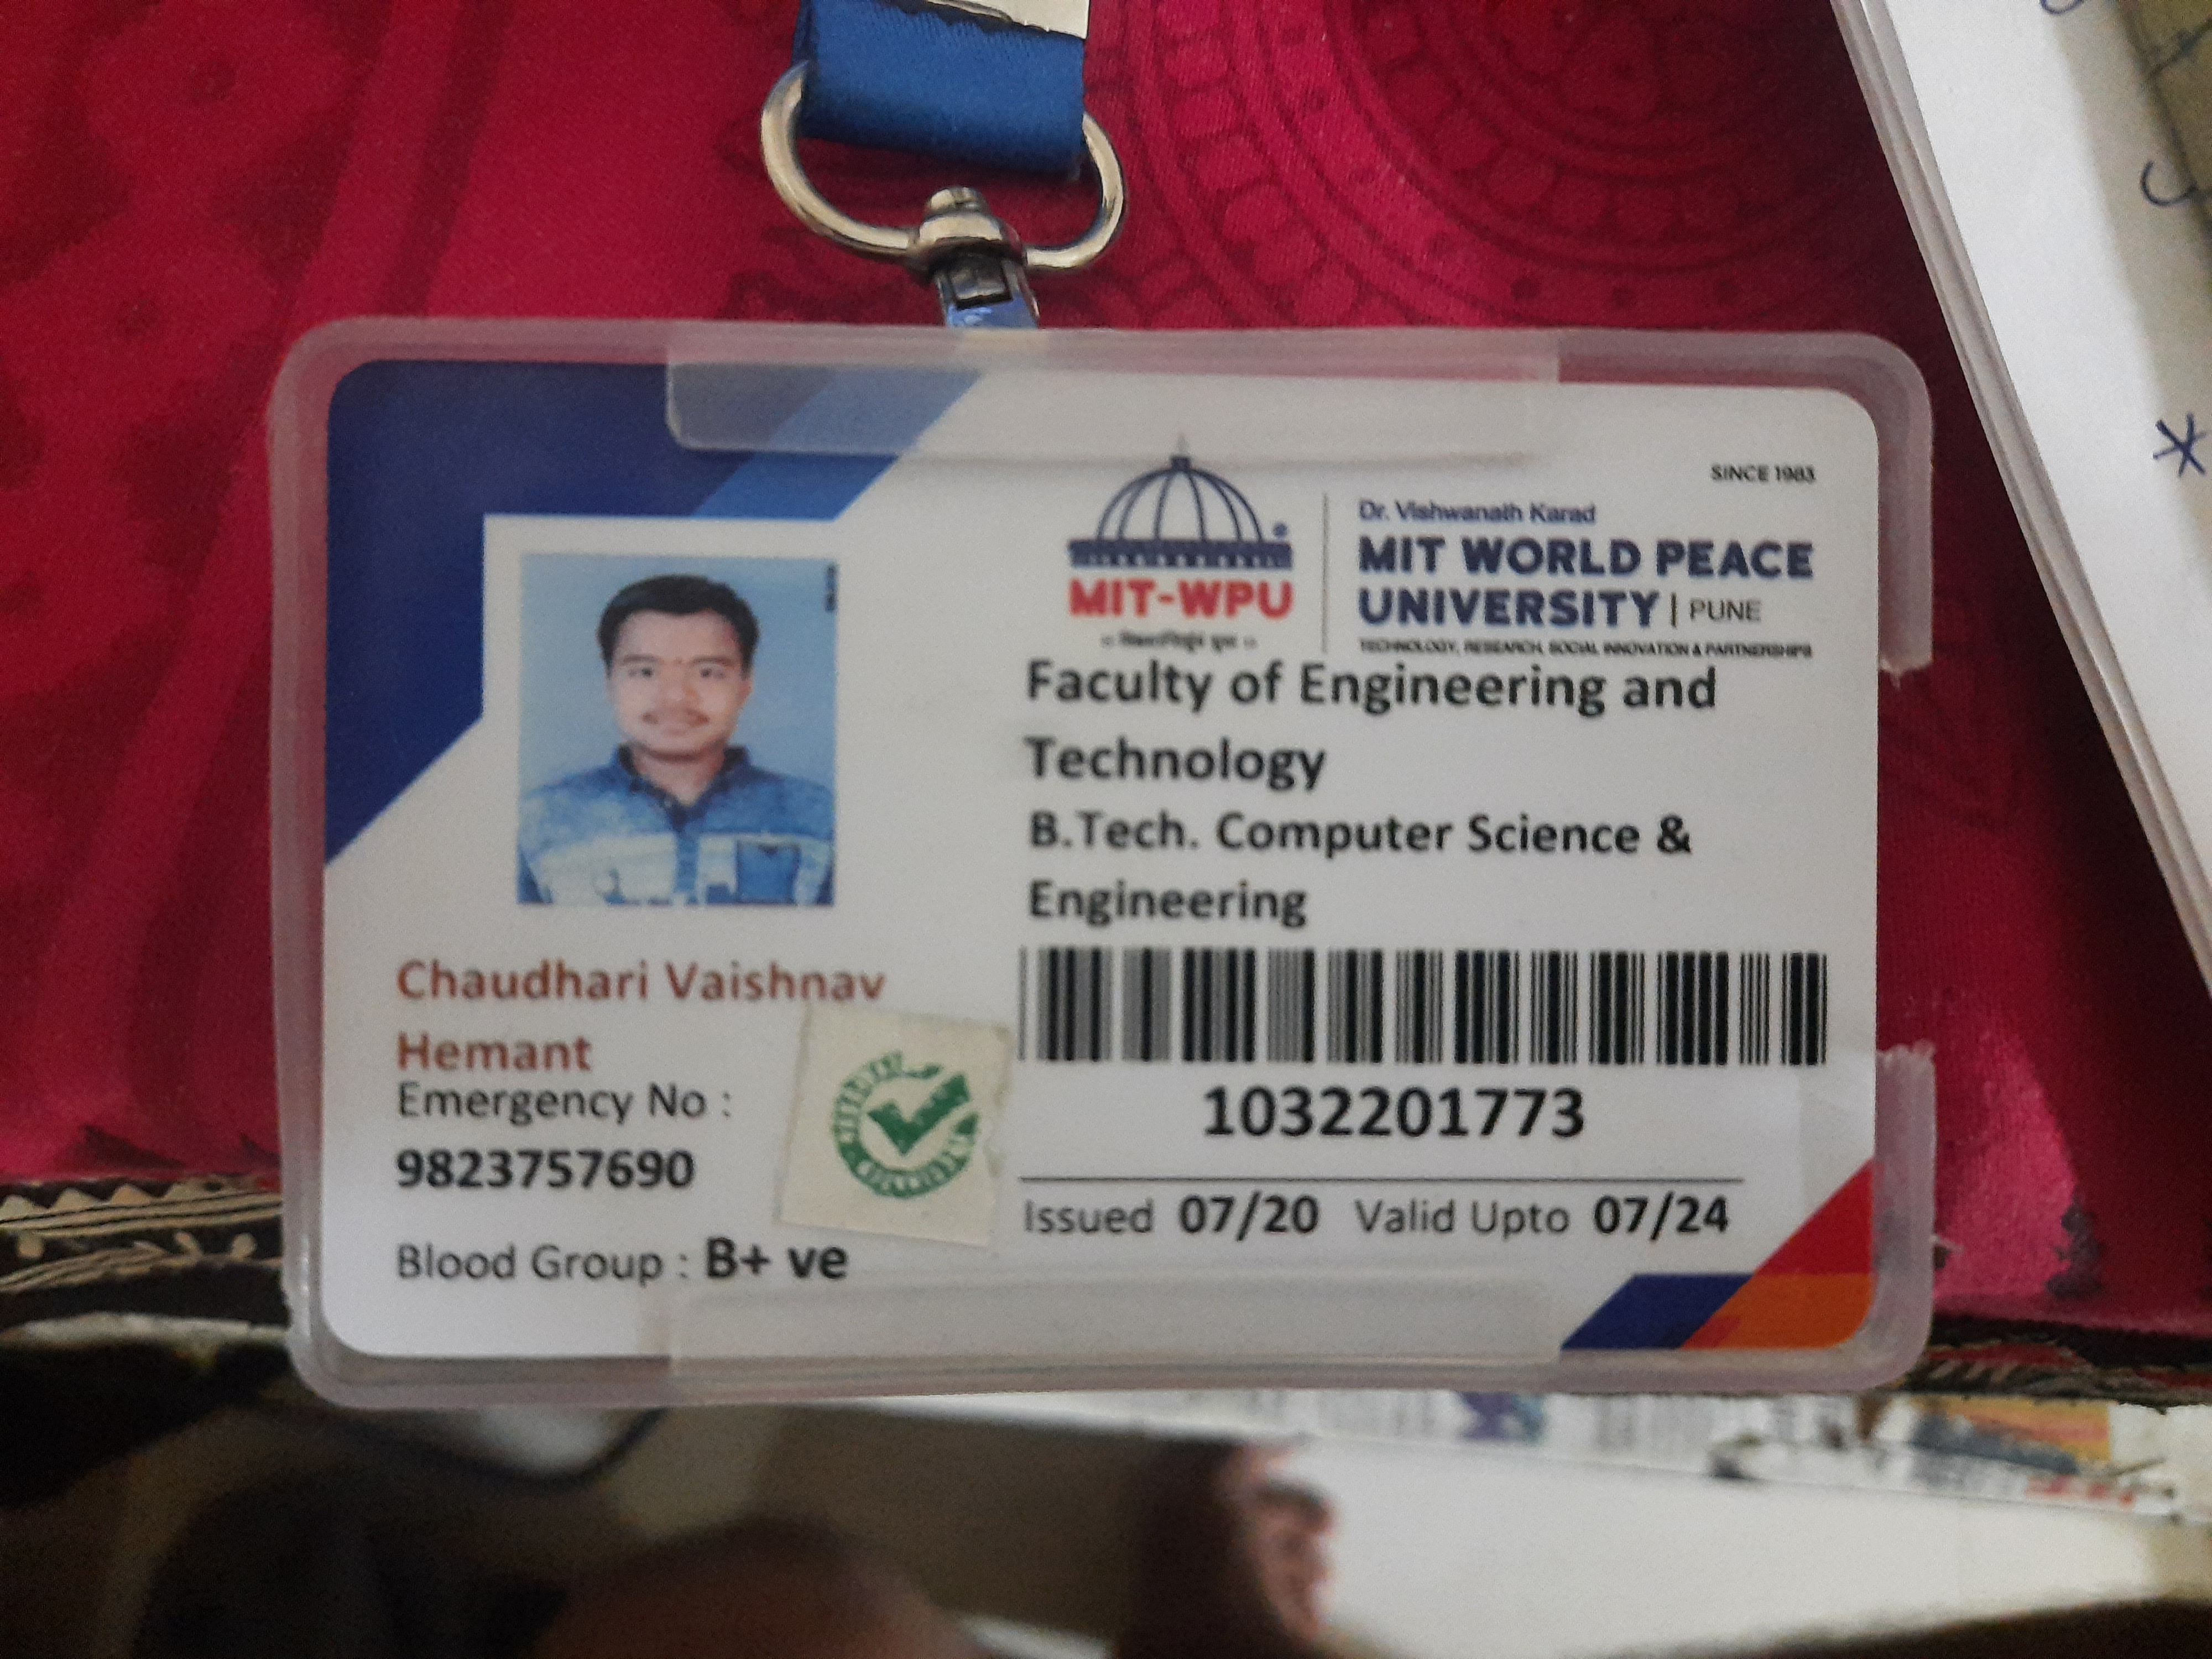 SINCE 1983
Dr. Vishwanath Karad
MIT WORLD PEACE
UNIVERSITY | PUNE
TECHNOLOGY, RESEARCH, SOCIAL INNOVATION & PARTNERSHIPS
MIT-WPU
Faculty of Engineering and
Technology
B.Tech. Computer Science &
Engineering
1032201773
Issued 07/20 Valid Upto 07/24
Chaudhari Vaishnav
Hemant
Emergency No :
9823757690
Blood Group : B+ ve